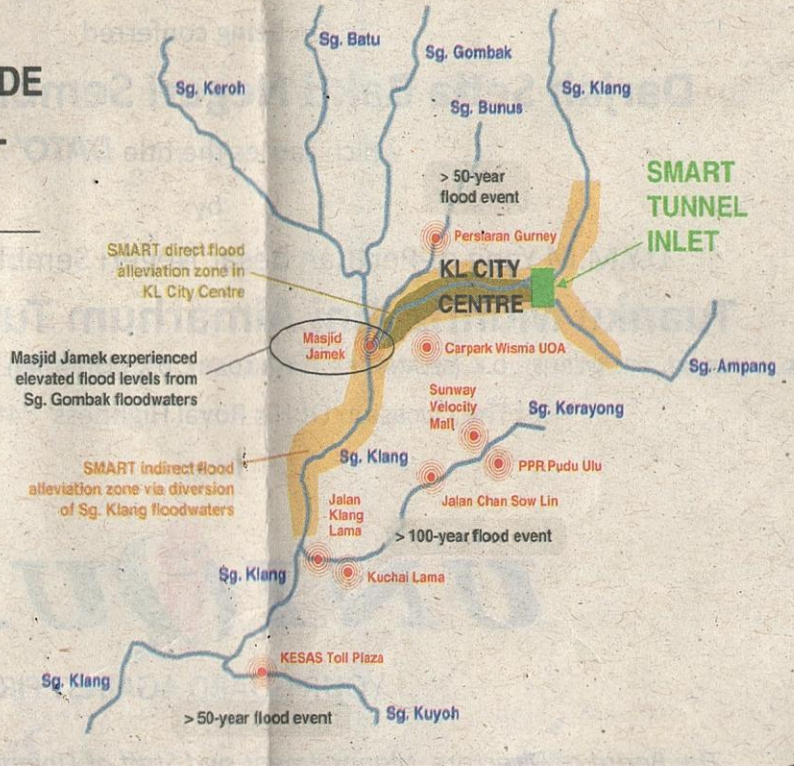 DE
Sg. Batu
Sg. Gombak
Sg. Keroh
Sg. Klang
Sg. Bunus
> 50-year
flood event
SMART
TUNNEL
INLET
Persiaran Gurney
SMART direct flood
alleviation zone in
KL City Centre
KL CITY
CENTRE
Masjid
Jamek
Carpark Wisma UOA
Masjid Jamek experienced
elevated flood levels from
Sg. Gombak floodwaters
Sg. Ampang
Sunway
Velocity
Mall
Sg. Kerayong
Sg. Klang
SMART indirect flood
alleviation zone via diversion
of Sg. Klang floodwaters
PPR Pudu Ulu
Jalan Chan Sow Lin
Jalan
Klang
Lama
> 100-year flood event
Sg. Klang
Kuchai Lama
KESAS Toll Plaza
Sg. Klang
> 50-year flood event
Sg. Kuyoh